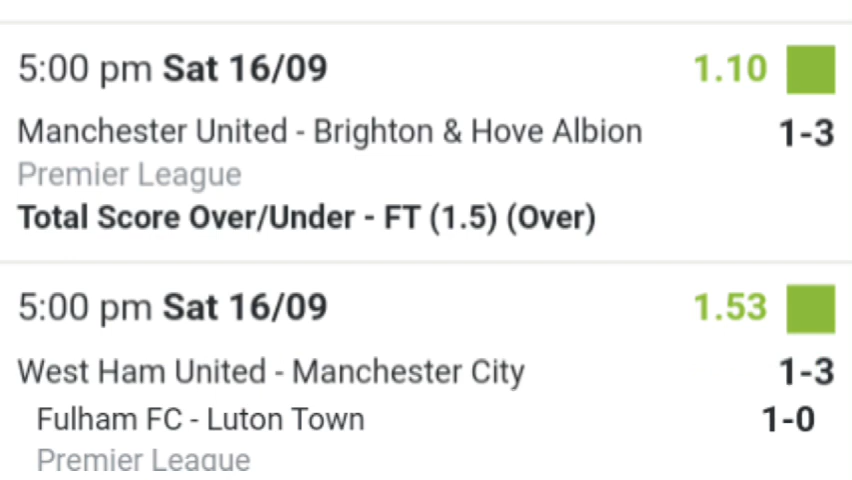 5:00 pm Sat 16/09 1.10
Manchester United - Brighton & Hove Albion 1-3
Premier League
Total Score Over/Under - FT (1.5) (Over)
5:00 pm Sat 16/09 1.53
West Ham United - Manchester City 1-3
Fulham FC - Luton Town 1-0
Premier League